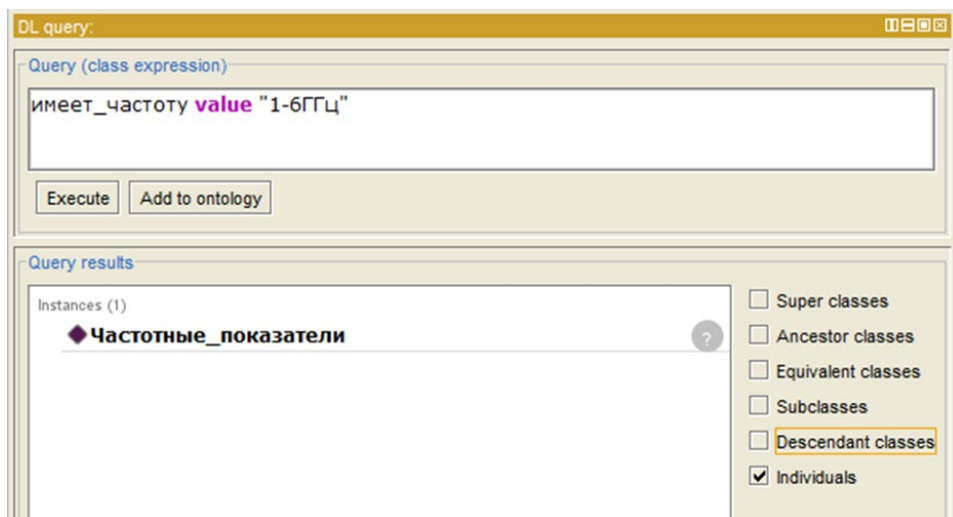 DL query:
Query (class expression)
имеет_частоту value "1-6ГГц"
Execute
Add to ontology
Query results
Instances (1)
Частотные_показатели
?
Super classes
Ancestor classes
Equivalent classes
Subclasses
Descendant classes
Individuals